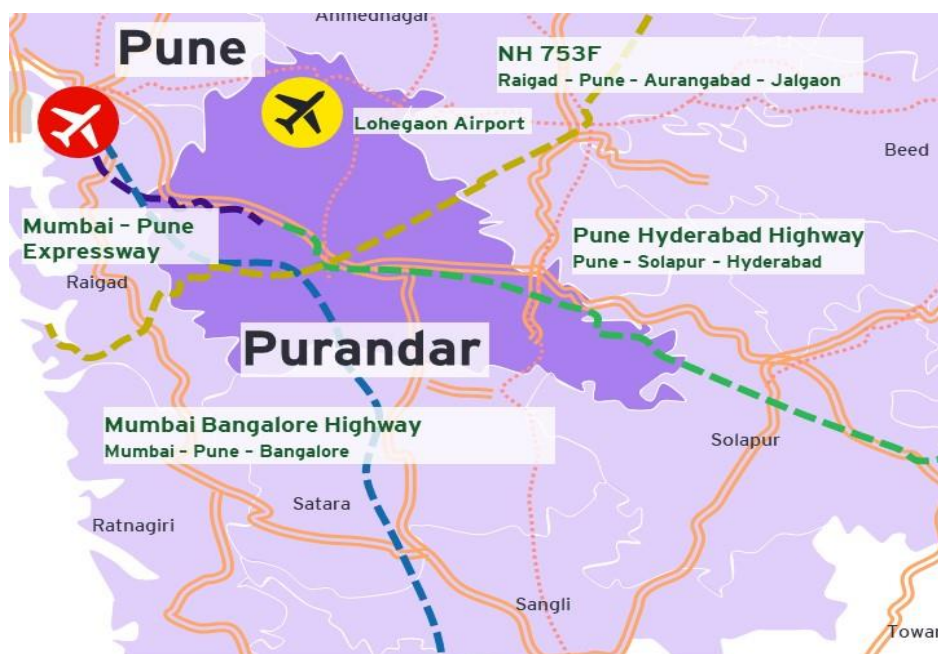 Ahmednagar
Pune
NH 753F
Raigad - Pune - Aurangabad - Jalgaon
Lohegaon Airport
Beed
Mumbai - Pune
Expressway
Pune Hyderabad Highway
Pune - Solapur - Hyderabad
Raigad
Purandar
Mumbai Bangalore Highway
Mumbai - Pune - Bangalore
Solapur
Satara
Ratnagiri
Sangli
Towar